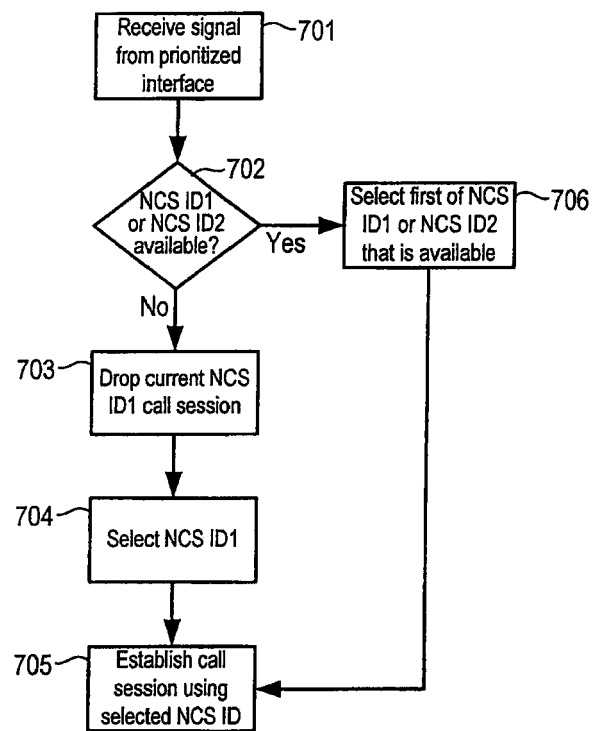 Receive signal
from prioritized
interface
701
702
NCS ID1
or NCS ID2
available?
Yes
No
Select first of NCS
ID1 or NCS ID2
that is available
706
703
Drop current NCS
ID1 call session
704
Select NCS ID1
705
Establish call
session using
selected NCS ID